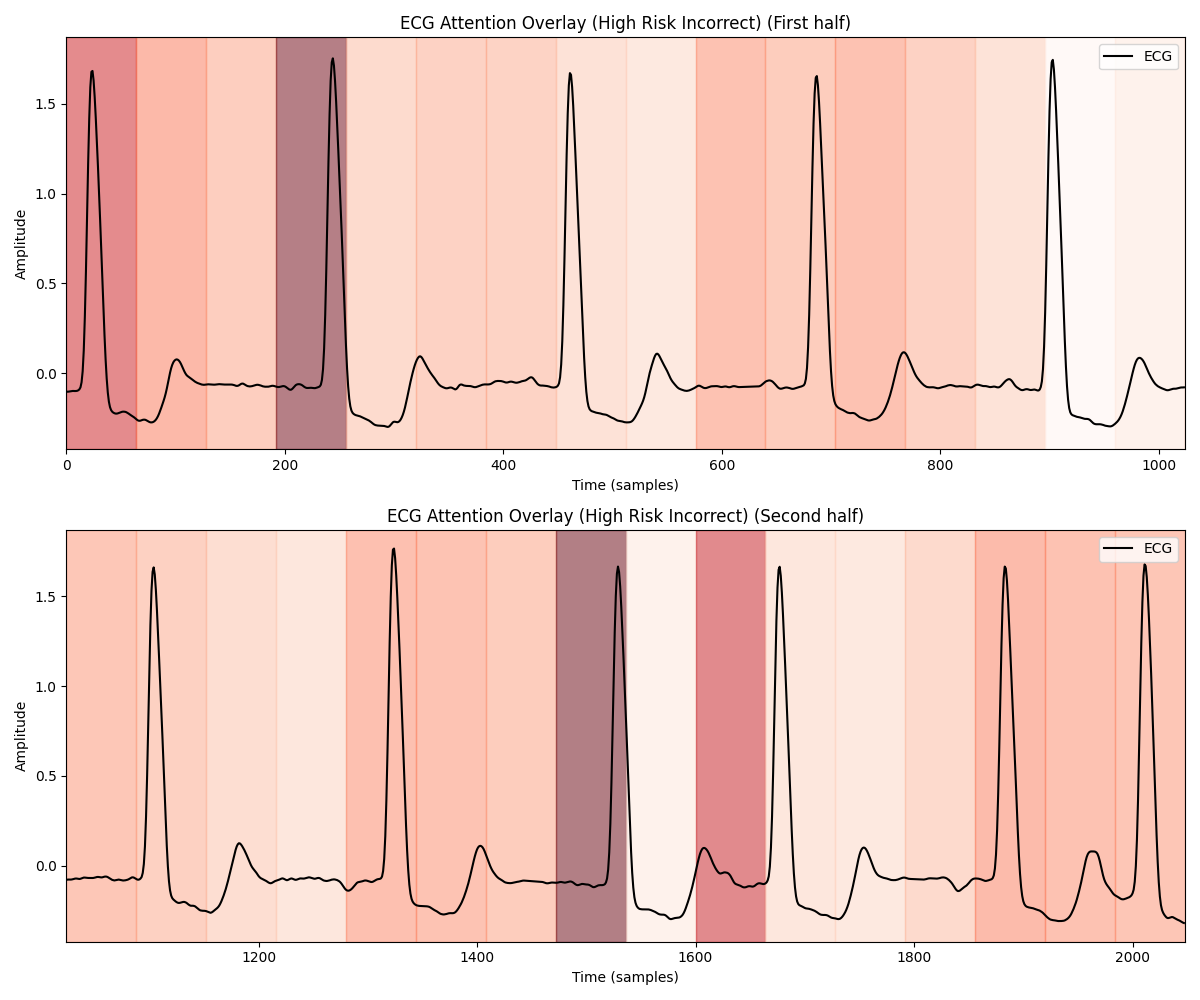 ECG Attention Overlay (High Risk Incorrect) (First half)
ECG
1.5
1.0
0.5
0.0
Amplitude
0 200 400 600 800 1000
Time (samples)
ECG Attention Overlay (High Risk Incorrect) (Second half)
ECG
1.5
1.0
0.5
0.0
Amplitude
1200 1400 1600 1800 2000
Time (samples)